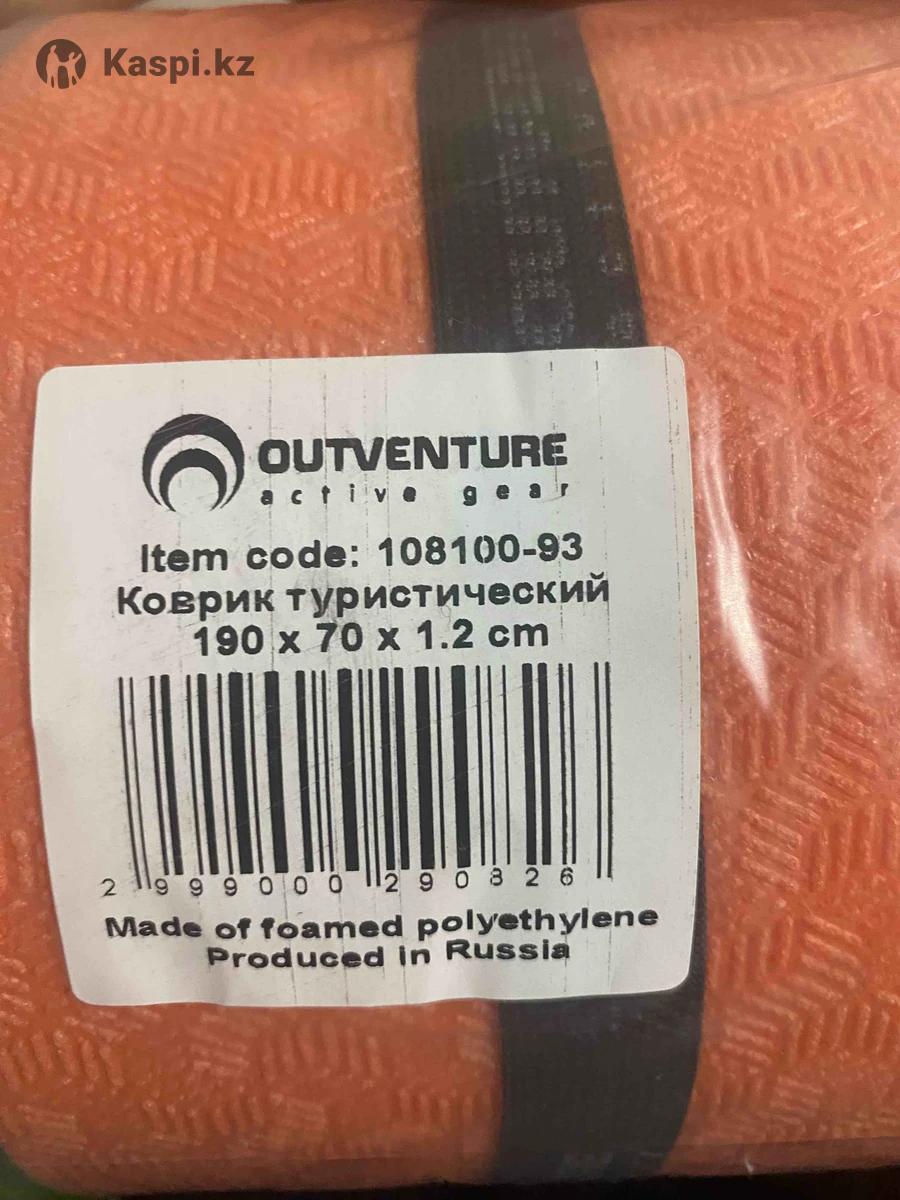 Kaspi.kz
OUTVENTURE
active gear
Item code: 108100-93
Коврик туристический
190 x 70 x 1.2 cm
2 999000 290826
Made of foamed polyethylene
Produced in Russia